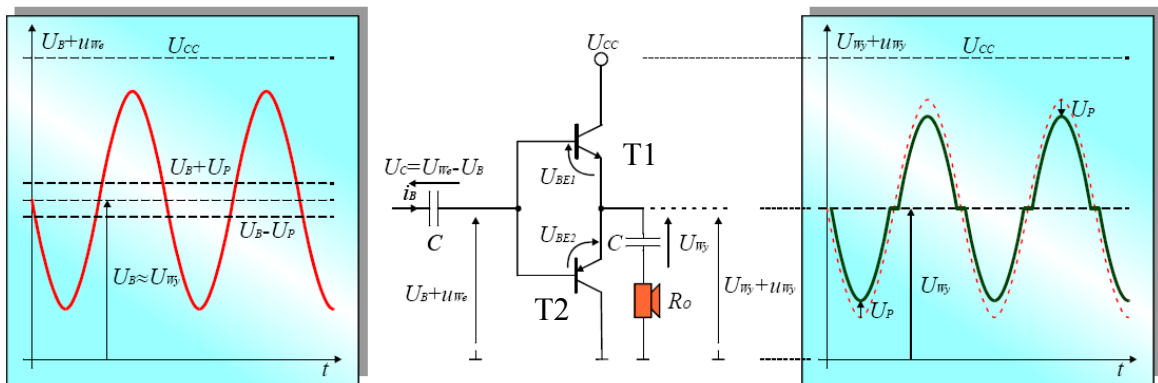 U_B+u_We
U_CC
U_B+U_P
U_B-U_P
U_B≈U_Wy
t
U_CC
T1
U_C=U_We-U_B
i_B
U_BE1
C
U_BE2
C
U_Wy
U_B+u_We
T2
R_O
U_Wy+u_Wy
U_Wy+u_Wy
U_CC
U_P
U_Wy
U_P
t